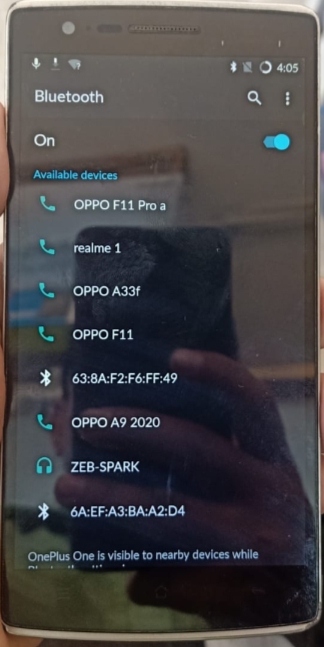 4:05
Bluetooth
On
Available devices
OPPO F11 Pro a
realme 1
OPPO A33f
OPPO F11
63:8A:F2:F6:FF:49
OPPO A9 2020
ZEB-SPARK
6A:EF:A3:BA:A2:D4
OnePlus One is visible to nearby devices while